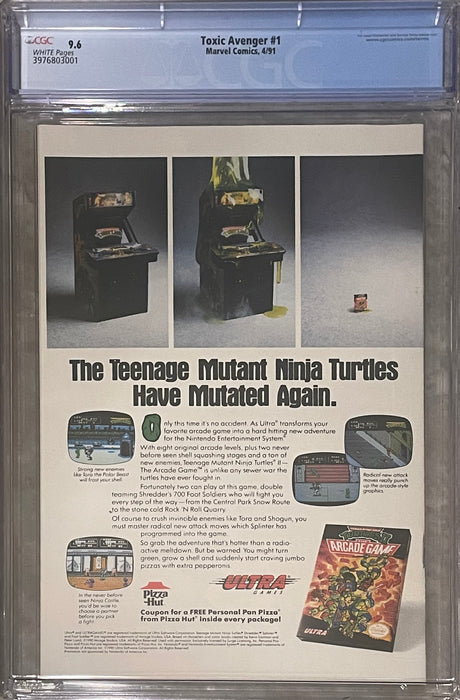 CGC 9.6
WHITE Pages
3976803001
Toxic Avenger #1
Marvel Comics, 4/91
The Teenage Mutant Ninja Turtles
Have Mutated Again.
Only this time it's no accident. As Ultra® transforms your
favorite arcade game into a hard hitting new adventure
for the Nintendo Entertainment System®
With eight original arcade levels, plus two never
before seen shell squashing stages and a ton of
new enemies, Teenage Mutant Ninja Turtles® II—
The Arcade Game™ is unlike any sewer war the
turtles have ever fought in.
Fortunately two can play at this game, double
teaming Shredder's 700 Foot Soldiers who will fight you
every step of the way—from the Central Park Snow Route
to the stone cold Rock 'N Roll Quarry.
Of course to crush invincible enemies like Tora and Shogun, you
must master radical new attack moves which Splinter has
programmed into the game.
So grab the adventure that's hotter than a radio-
active meltdown. But be warned. You might turn
green, grow a shell and suddenly start craving jumbo
pizzas with extra pepperonis.
Strong new enemies
like Tora the Polar Beast
will frost your shell.
Radical new attack
moves really punch
up the arcade-style
graphics.
In the never before
seen Ninja Castle,
you'd be wise to
choose a partner
before you pick
a fight.
Pizza
Hut
ULTRA
GAMES
Coupon for a FREE Personal Pan Pizza®
from Pizza Hut® inside every package!
ARCADE GAME
ULTRA